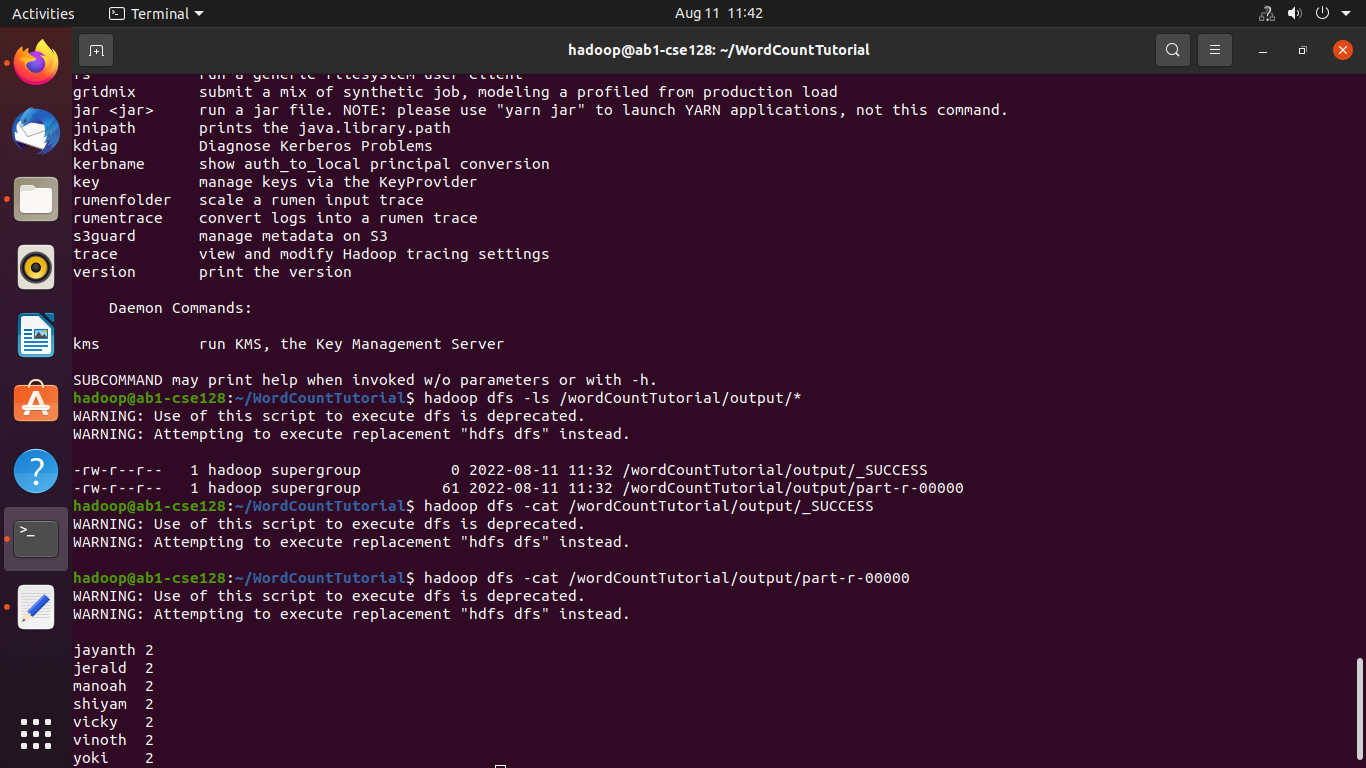 Activities
Terminal
Aug 11 11:42
hadoop@ab1-cse128: ~/WordCountTutorial
fs run a generic filesystem user client
gridmix submit a mix of synthetic job, modeling a profiled from production load
jar <jar> run a jar file. NOTE: please use "yarn jar" to launch YARN applications, not this command.
jnipath prints the java.library.path
kdiag Diagnose Kerberos Problems
kerbname show auth_to_local principal conversion
key manage keys via the KeyProvider
rumenfolder scale a rumen input trace
rumentrace convert logs into a rumen trace
s3guard manage metadata on S3
trace view and modify Hadoop tracing settings
version print the version
Daemon Commands:
kms run KMS, the Key Management Server
SUBCOMMAND may print help when invoked w/o parameters or with -h.
hadoop@ab1-cse128:~/WordCountTutorial$ hadoop dfs -ls /wordCountTutorial/output/*
WARNING: Use of this script to execute dfs is deprecated.
WARNING: Attempting to execute replacement "hdfs dfs" instead.
-rw-r--r-- 1 hadoop supergroup 0 2022-08-11 11:32 /wordCountTutorial/output/_SUCCESS
-rw-r--r-- 1 hadoop supergroup 61 2022-08-11 11:32 /wordCountTutorial/output/part-r-00000
hadoop@ab1-cse128:~/WordCountTutorial$ hadoop dfs -cat /wordCountTutorial/output/_SUCCESS
WARNING: Use of this script to execute dfs is deprecated.
WARNING: Attempting to execute replacement "hdfs dfs" instead.
hadoop@ab1-cse128:~/WordCountTutorial$ hadoop dfs -cat /wordCountTutorial/output/part-r-00000
WARNING: Use of this script to execute dfs is deprecated.
WARNING: Attempting to execute replacement "hdfs dfs" instead.
jayanth 2
jerald 2
manoah 2
shiyam 2
vicky 2
vinoth 2
yoki 2